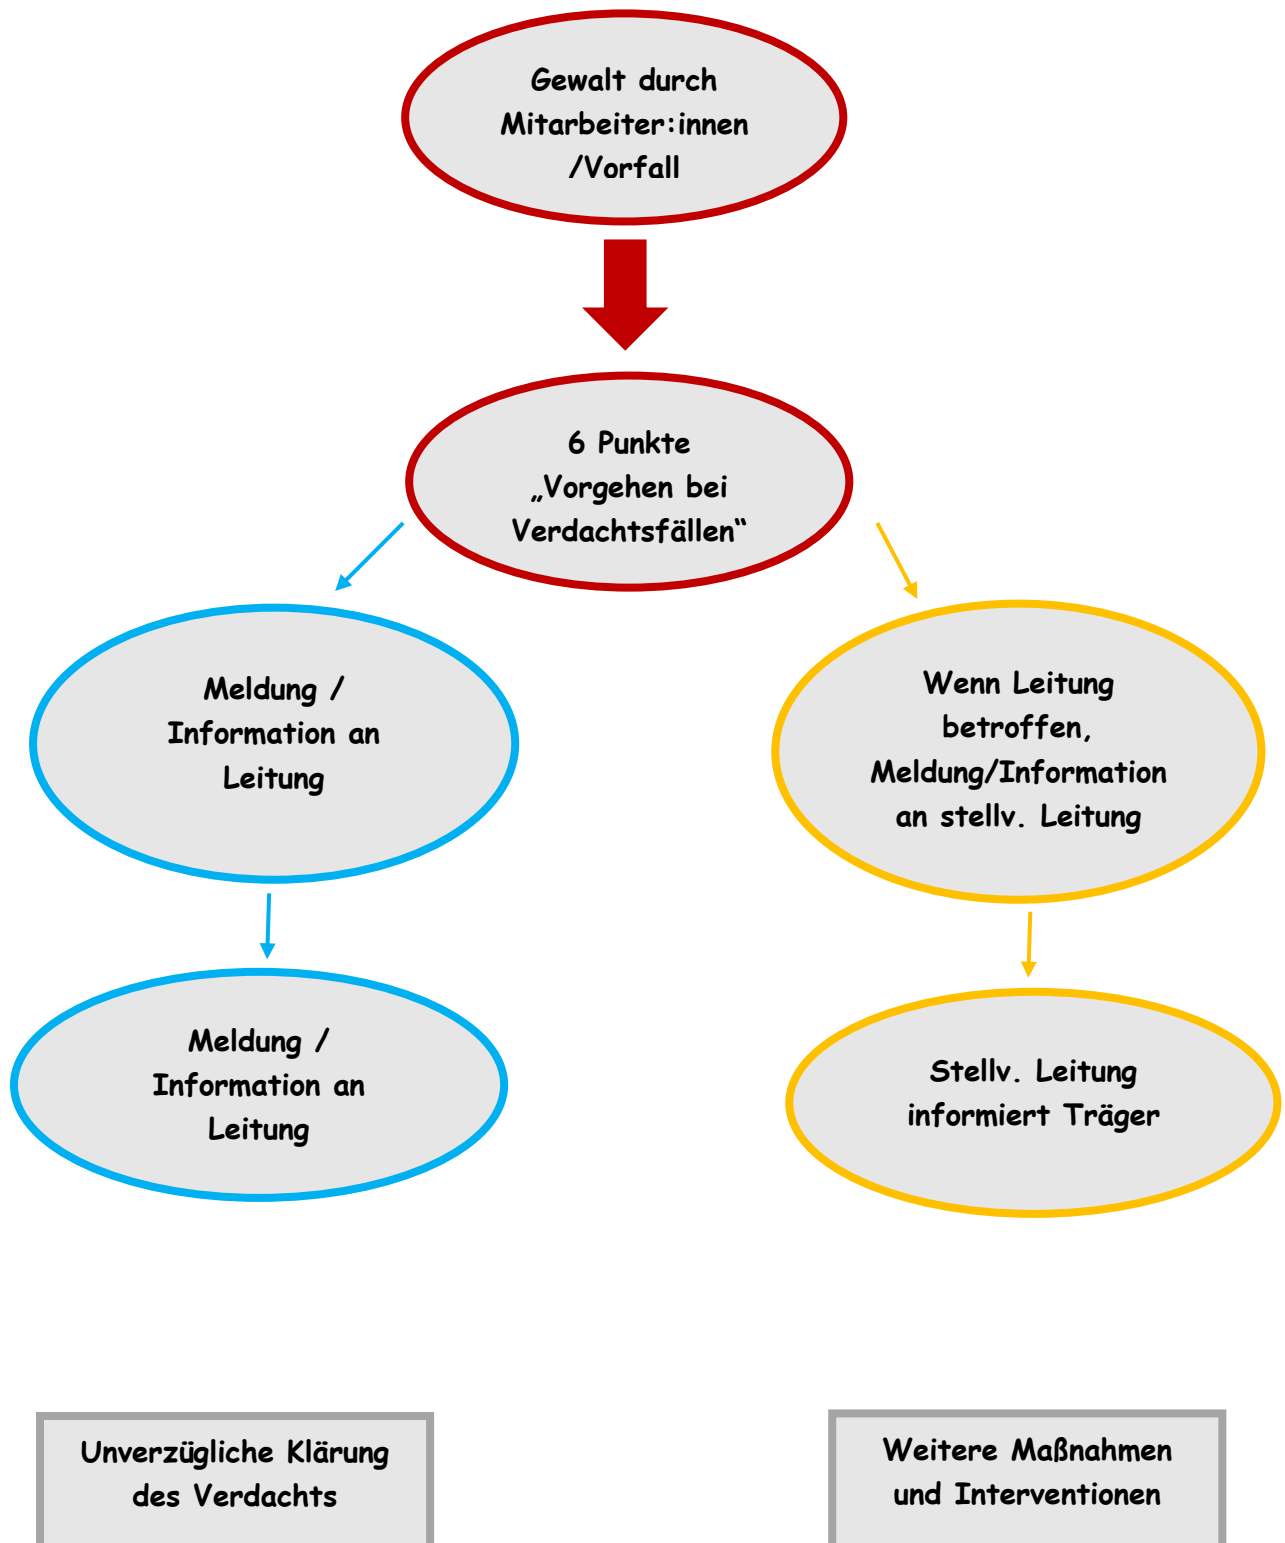 Gewalt durch
Mitarbeiter:innen
/Vorfall
6 Punkte
„Vorgehen bei
Verdachtsfällen“
Meldung /
Information an
Leitung
Wenn Leitung
betroffen,
Meldung/Information
an stellv. Leitung
Meldung /
Information an
Leitung
Stellv. Leitung
informiert Träger
Unverzügliche Klärung
des Verdachts
Weitere Maßnahmen
und Interventionen